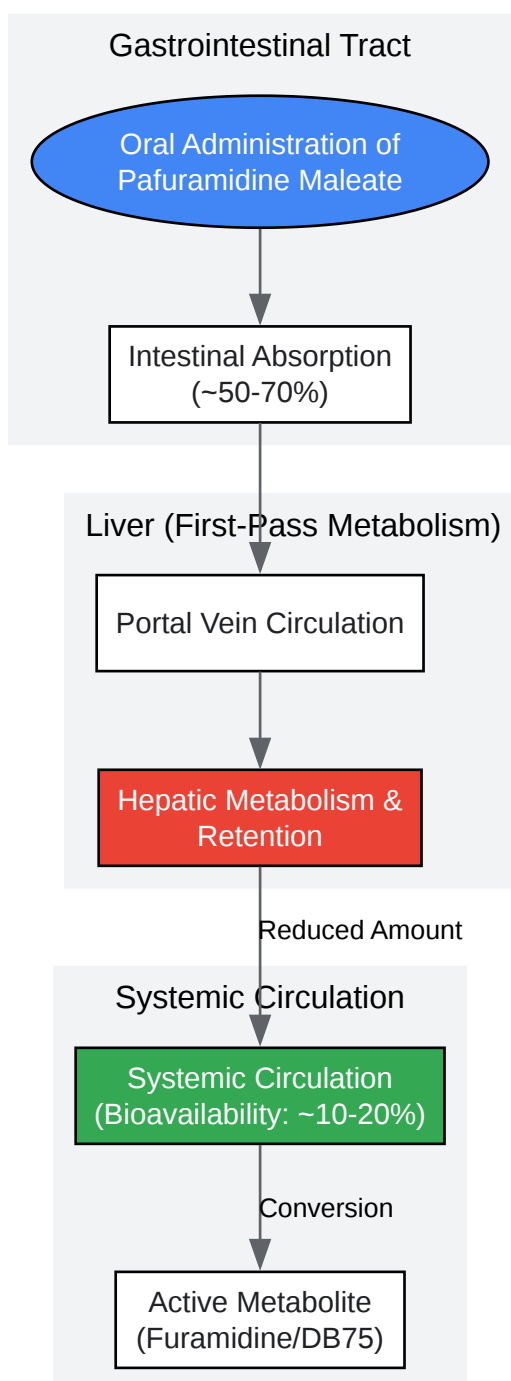 Gastrointestinal Tract
Oral Administration of
Pafuramidine Maleate
Intestinal Absorption
(~50-70%)
Liver (First-Pass Metabolism)
Portal Vein Circulation
Hepatic Metabolism &
Retention
Reduced Amount
Systemic Circulation
Systemic Circulation
(Bioavailability: ~10-20%)
Conversion
Active Metabolite
(Furamidine/DB75)